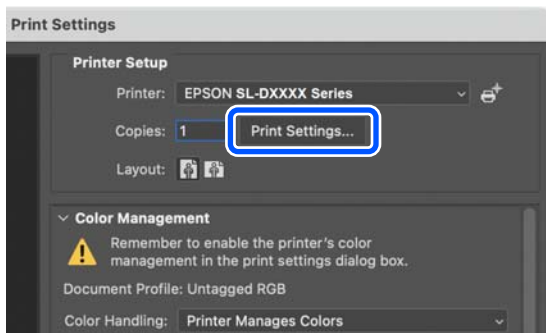 Print Settings
Printer Setup
Printer: EPSON SL-DXXXX Series
Copies: 1 Print Settings...
Layout:
Color Management
Remember to enable the printer's color
management in the print settings dialog box.
Document Profile: Untagged RGB
Color Handling: Printer Manages Colors